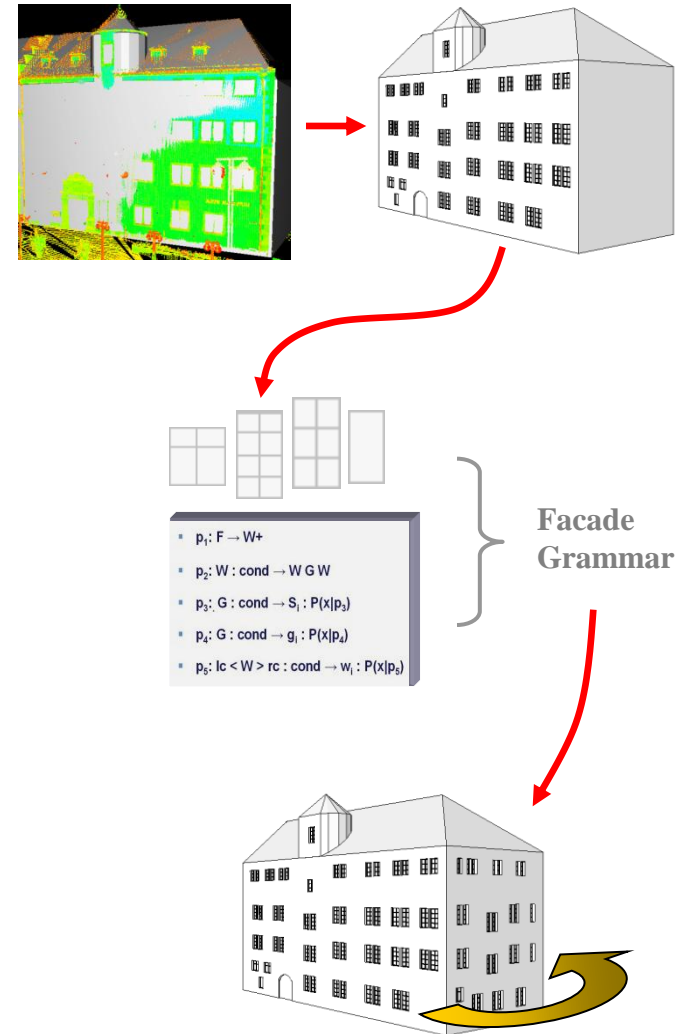 p₁: F → W+
p₂: W : cond → W G W
p₃: G : cond → Sᵢ : P(x|p₃)
p₄: G : cond → gᵢ : P(x|p₄)
p₅: lc < W > rc : cond → wᵢ : P(x|p₅)
Facade
Grammar